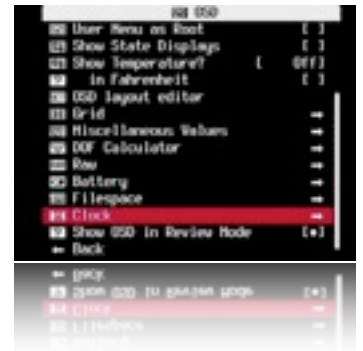 OSD
User Menu as Root [ ]
Show State Displays [ ]
Show Temperature? [ Off]
in Fahrenheit [ ]
OSD layout editor
Grid →
Miscellaneous Values →
DOF Calculator →
Raw →
Battery →
Filespace →
Clock →
Show OSD in Review Mode [•]
← Back